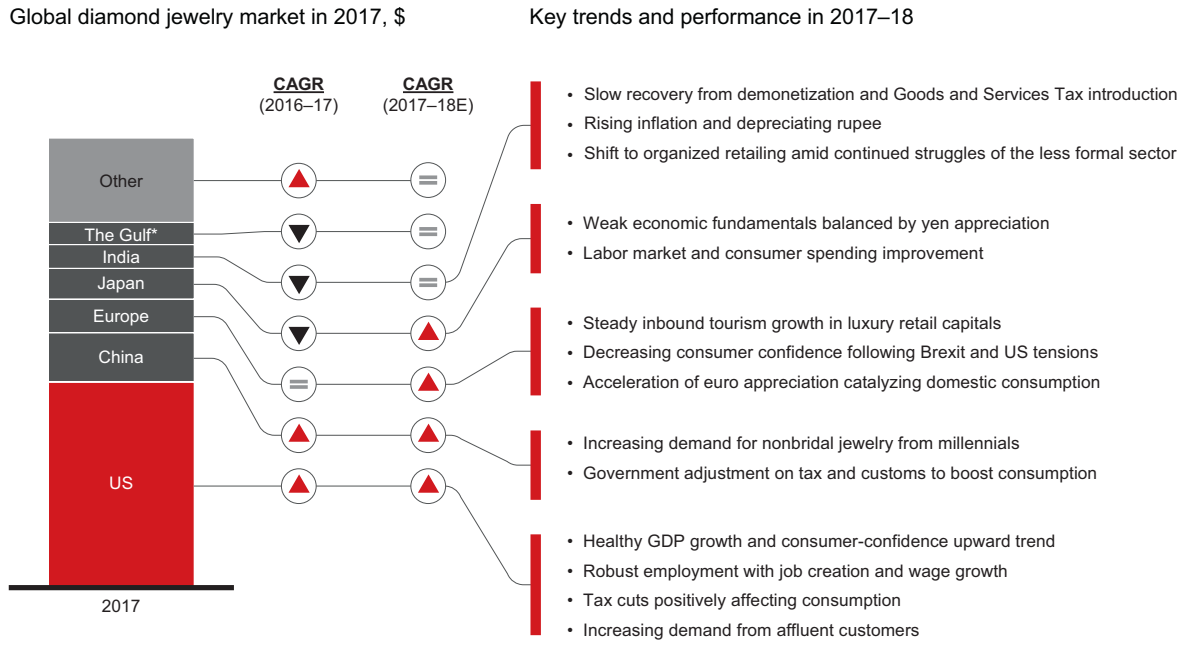 Global diamond jewelry market in 2017, $
Key trends and performance in 2017–18
CAGR
(2016–17)
CAGR
(2017–18E)
Other
The Gulf*
India
Japan
Europe
China
US
2017
• Slow recovery from demonetization and Goods and Services Tax introduction
• Rising inflation and depreciating rupee
• Shift to organized retailing amid continued struggles of the less formal sector
• Weak economic fundamentals balanced by yen appreciation
• Labor market and consumer spending improvement
• Steady inbound tourism growth in luxury retail capitals
• Decreasing consumer confidence following Brexit and US tensions
• Acceleration of euro appreciation catalyzing domestic consumption
• Increasing demand for nonbridal jewelry from millennials
• Government adjustment on tax and customs to boost consumption
• Healthy GDP growth and consumer-confidence upward trend
• Robust employment with job creation and wage growth
• Tax cuts positively affecting consumption
• Increasing demand from affluent customers